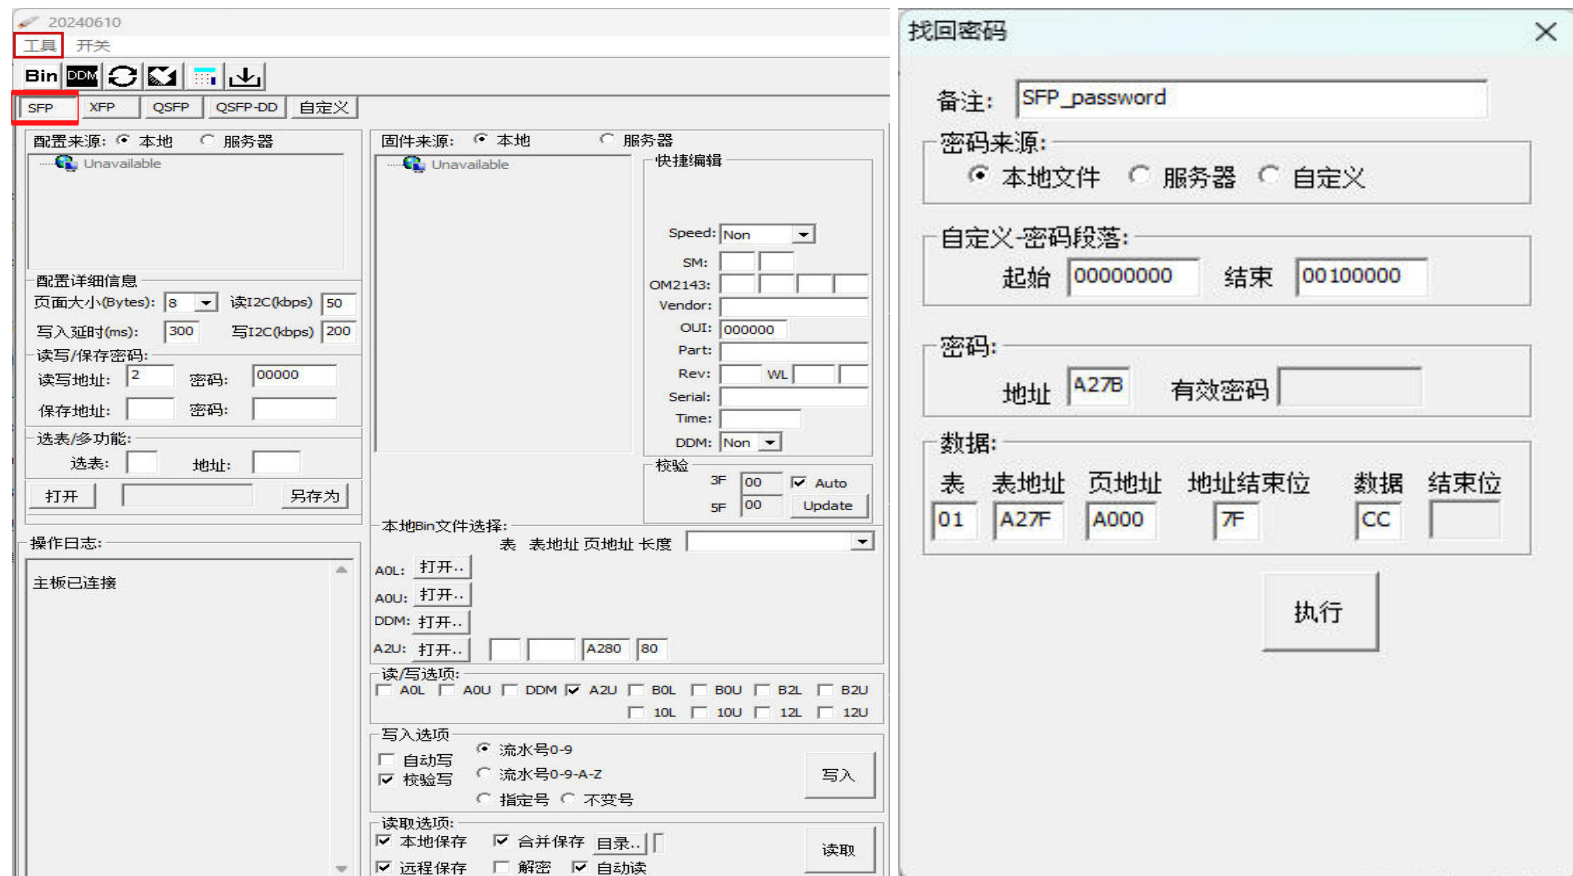 20240610
工具 开关
Bin DDM
SFP XFP QSFP QSFP-DD 自定义
配置来源: 本地 服务器
Unavailable
配置详细信息
页面大小(Bytes): 8 读I2C(kbps) 50
写入延时(ms): 300 写I2C(kbps) 200
读写/保存密码:
读写地址: 2 密码: 00000
保存地址: 密码:
选表/多功能:
选表: 地址:
打开 另存为
操作日志:
主板已连接
固件来源: 本地 服务器
Unavailable
快捷编辑
Speed: Non
SM:
OM2143:
Vendor:
OUI: 000000
Part:
Rev: WL
Serial:
Time:
DDM: Non
校验
3F 00 Auto
5F 00 Update
本地Bin文件选择:
表 表地址 页地址 长度
A0L: 打开..
A0U: 打开..
DDM: 打开..
A2U: 打开.. A280 80
读/写选项:
A0L A0U DDM A2U B0L B0U B2L B2U
10L 10U 12L 12U
写入选项
自动写 流水号0-9
校验写 流水号0-9-A-Z
指定号 不变号
写入
读取选项:
本地保存 合并保存 目录..
远程保存 解密 自动读
读取
找回密码
备注: SFP_password
密码来源:
本地文件 服务器 自定义
自定义-密码段落:
起始 00000000 结束 00100000
密码:
地址 A27B 有效密码
数据:
表 表地址 页地址 地址结束位 数据 结束位
01 A27F A000 7F CC
执行